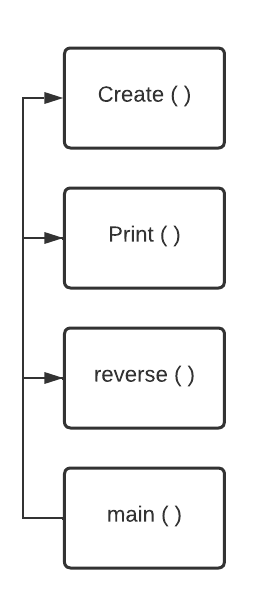 Create ( )
Print ( )
reverse ( )
main ( )